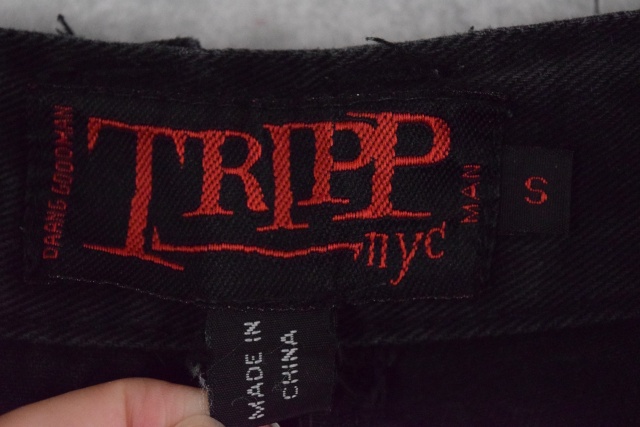 DAANG GOODMAN
TRIPP
nyc
MAN
S
MADE IN
CHINA